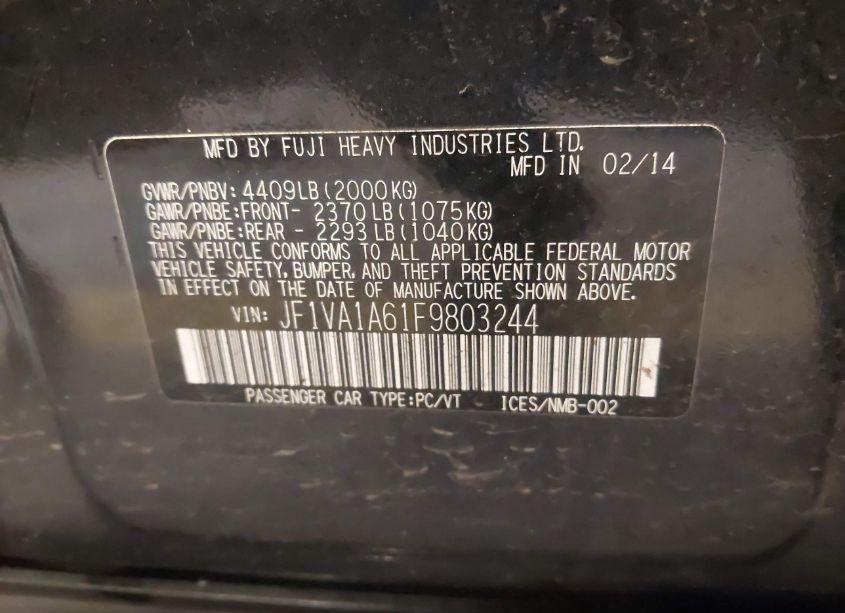 MFD BY FUJI HEAVY INDUSTRIES LTD.
MFD IN 02/14
GVWR/PNBV: 4409LB(2000KG)
GAWR/PNBE:FRONT- 2370LB(1075KG)
GAWR/PNBE:REAR - 2293LB(1040KG)
THIS VEHICLE CONFORMS TO ALL APPLICABLE FEDERAL MOTOR
VEHICLE SAFETY, BUMPER, AND THEFT PREVENTION STANDARDS
IN EFFECT ON THE DATE OF MANUFACTURE SHOWN ABOVE.
VIN: JF1VA1A61F9803244
PASSENGER CAR TYPE:PC/VT ICES/NMB-002